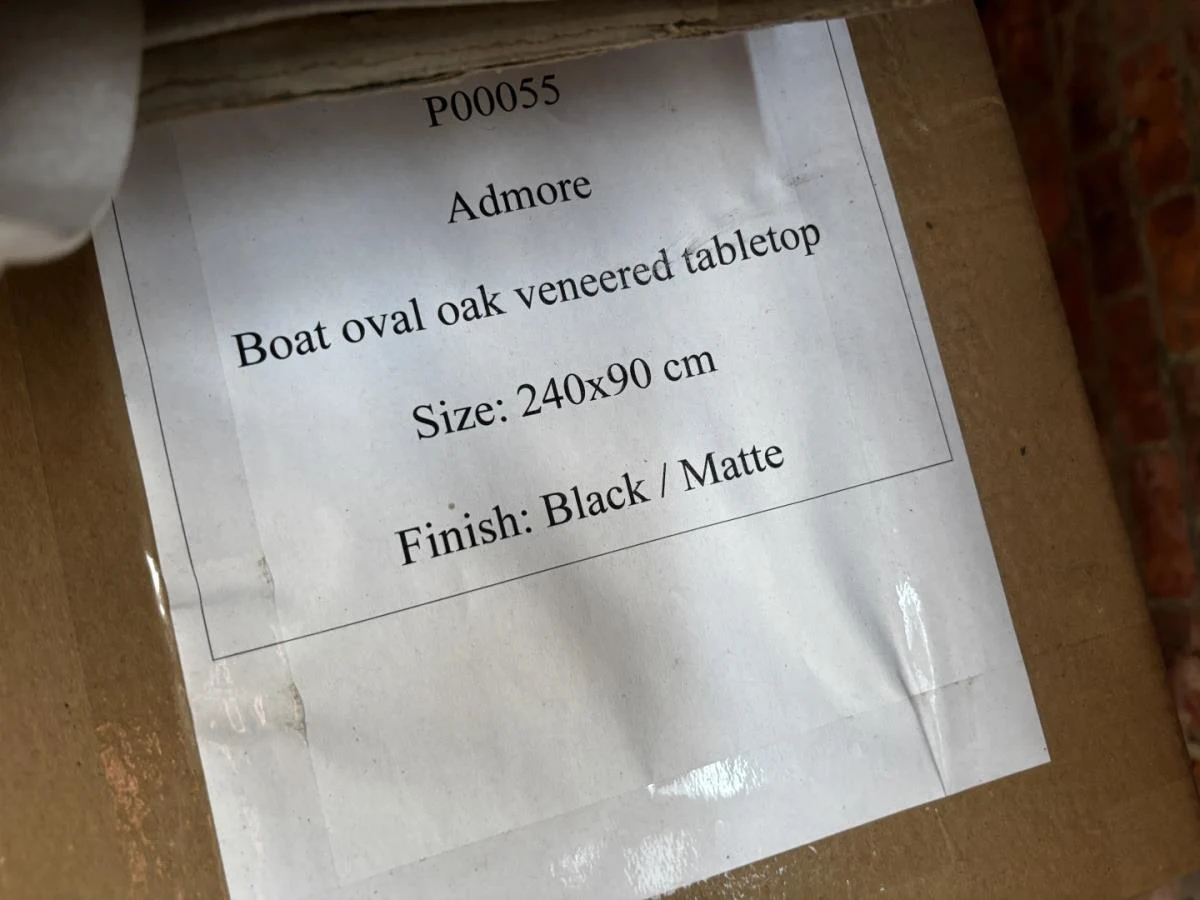 P00055
Admore
Boat oval oak veneered tabletop
Size: 240x90 cm
Finish: Black / Matte